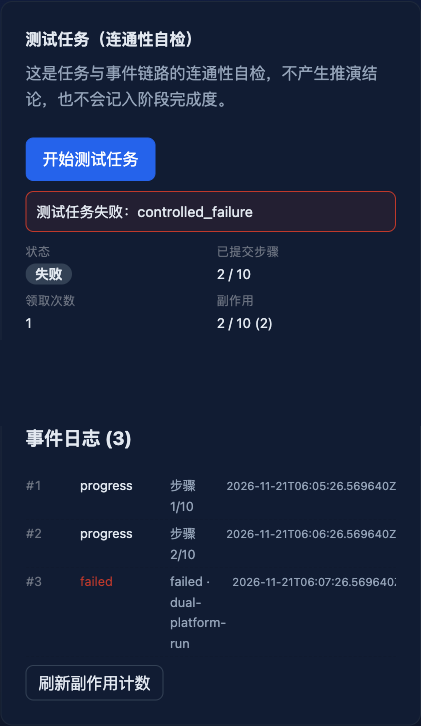 测试任务（连通性自检）
这是任务与事件链路的连通性自检，不产生推演结
论，也不会记入阶段完成度。
开始测试任务
测试任务失败：controlled_failure
状态 已提交步骤
失败 2 / 10
领取次数 副作用
1 2 / 10 (2)
事件日志 (3)
#1 progress 步骤 2026-11-21T06:05:26.569640Z
1/10
#2 progress 步骤 2026-11-21T06:06:26.569640Z
2/10
#3 failed failed · 2026-11-21T06:07:26.569640
dual-
platform-
run
刷新副作用计数